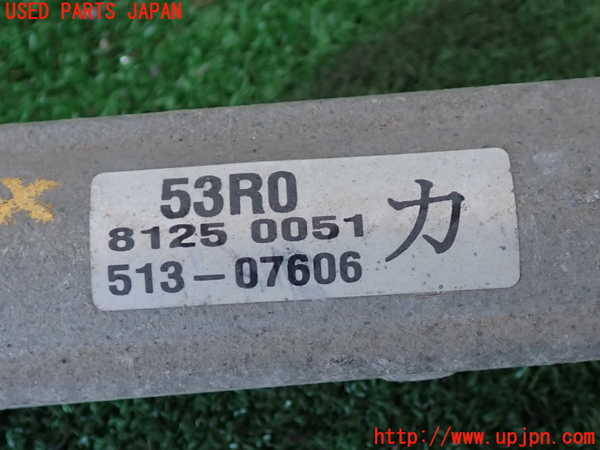 USED PARTS JAPAN
53R0
カ
8125 0051
513-07606
http://www.upjpn.com